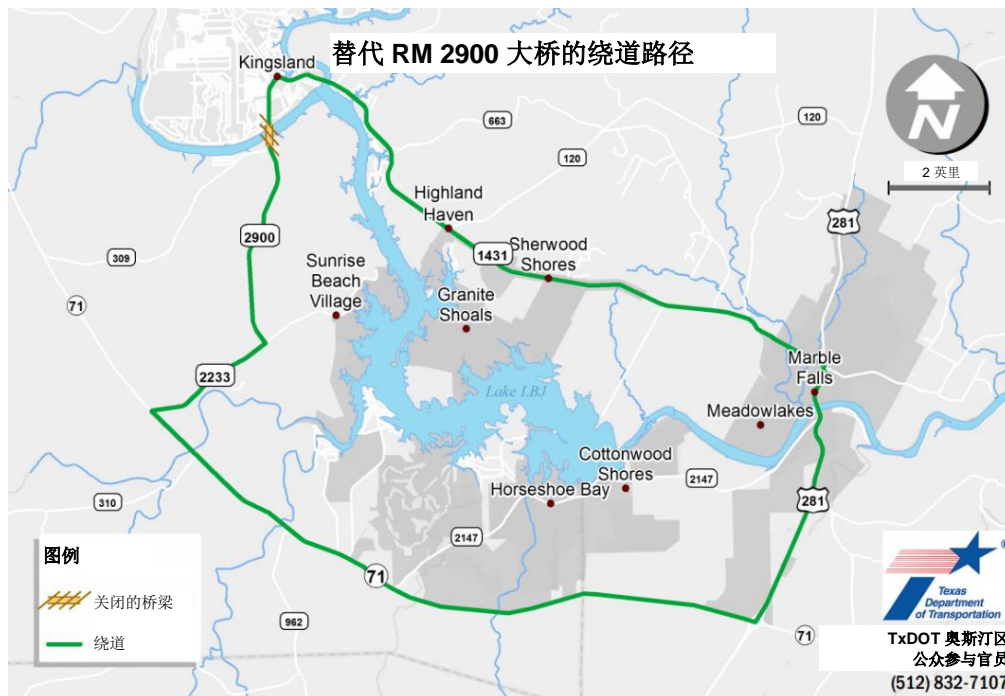 替代 RM 2900 大桥的绕道路径
Kingsland
N
2 英里
663
120
120
281
Highland
Haven
1431
Sherwood
Shores
2900
309
Sunrise
Beach
Village
Granite
Shoals
71
2233
Lake LBJ
Marble
Falls
Meadowlakes
Cottonwood
Shores
2147
Horseshoe Bay
281
310
2147
71
962
71
图例
关闭的桥梁
绕道
®
Texas
Department
of Transportation
TxDOT 奥斯汀区
公众参与官员
(512) 832-7107